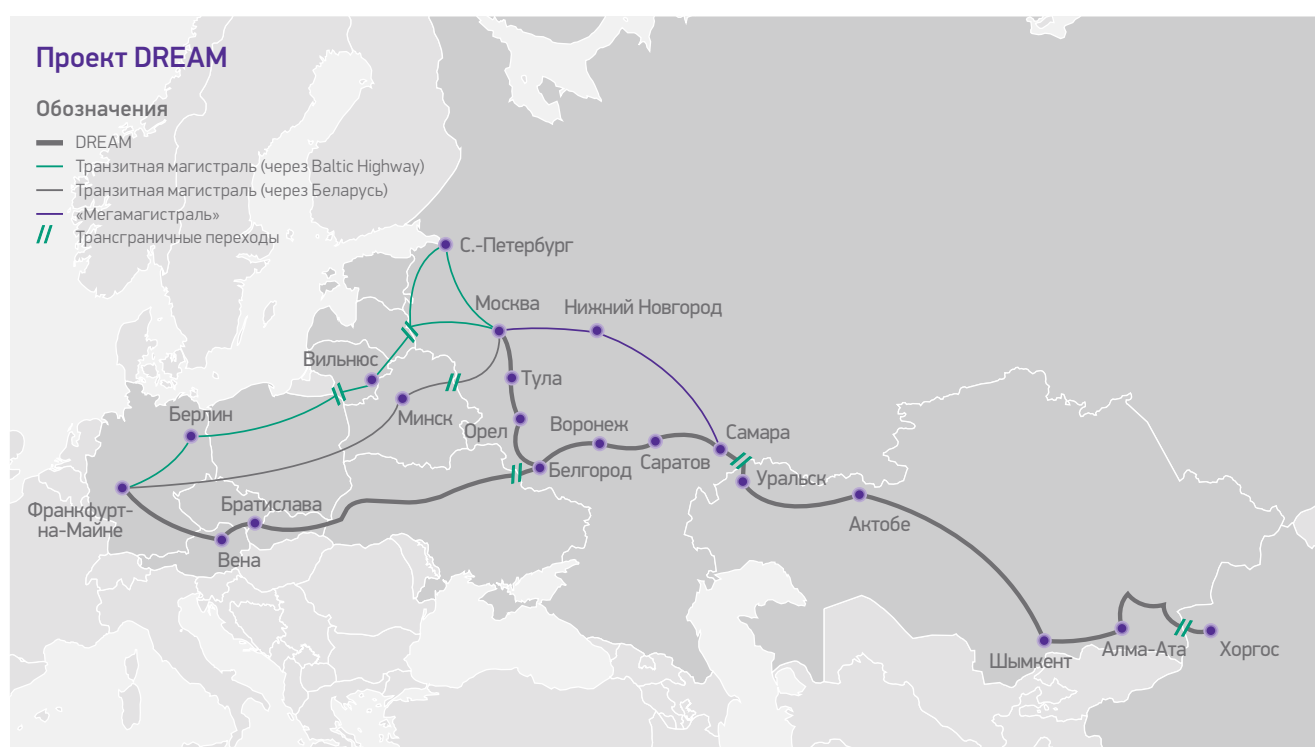 Проект DREAM
Обозначения
DREAM
Транзитная магистраль (через Baltic Highway)
Транзитная магистраль (через Беларусь)
«Мегамагистраль»
Трансграничные переходы
С.-Петербург
Москва
Нижний Новгород
Вильнюс
Тула
Берлин
Минск
Орел
Воронеж
Самара
Саратов
Белгород
Уральск
Франкфурт-
на-Майне
Братислава
Актобе
Вена
Шымкент
Алма-Ата
Хоргос